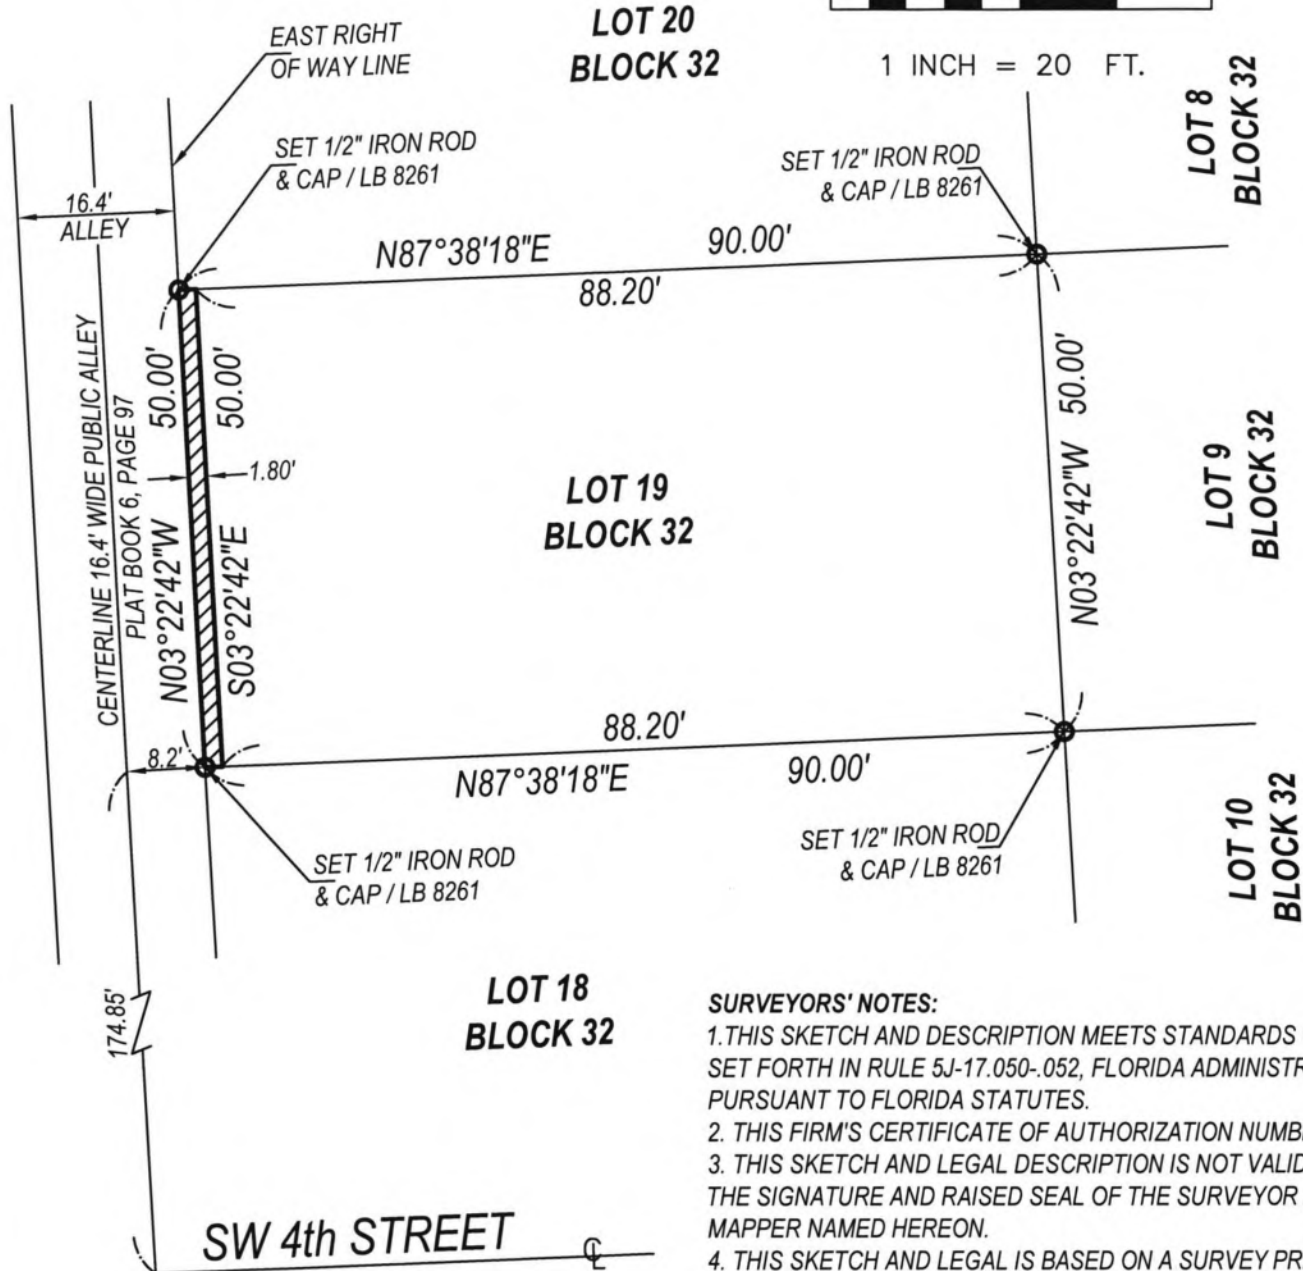 LOT 20
BLOCK 32
EAST RIGHT
OF WAY LINE
1 INCH = 20 FT.
LOT 8
BLOCK 32
SET 1/2" IRON ROD
& CAP / LB 8261
SET 1/2" IRON ROD
& CAP / LB 8261
16.4'
ALLEY
N87°38'18"E
90.00'
88.20'
CENTERLINE 16.4' WIDE PUBLIC ALLEY
PLAT BOOK 6, PAGE 97
N03°22'42"W 50.00'
S03°22'42"E 50.00'
1.80'
LOT 19
BLOCK 32
N03°22'42"W 50.00'
LOT 9
BLOCK 32
8.2'
88.20'
N87°38'18"E
90.00'
SET 1/2" IRON ROD
& CAP / LB 8261
SET 1/2" IRON ROD
& CAP / LB 8261
LOT 10
BLOCK 32
174.85'
LOT 18
BLOCK 32
SURVEYORS' NOTES:
1.THIS SKETCH AND DESCRIPTION MEETS STANDARDS
SET FORTH IN RULE 5J-17.050-.052, FLORIDA ADMINISTR
PURSUANT TO FLORIDA STATUTES.
2. THIS FIRM'S CERTIFICATE OF AUTHORIZATION NUMB
3. THIS SKETCH AND LEGAL DESCRIPTION IS NOT VALID
THE SIGNATURE AND RAISED SEAL OF THE SURVEYOR
MAPPER NAMED HEREON.
4. THIS SKETCH AND LEGAL IS BASED ON A SURVEY PR
SW 4th STREET
℄